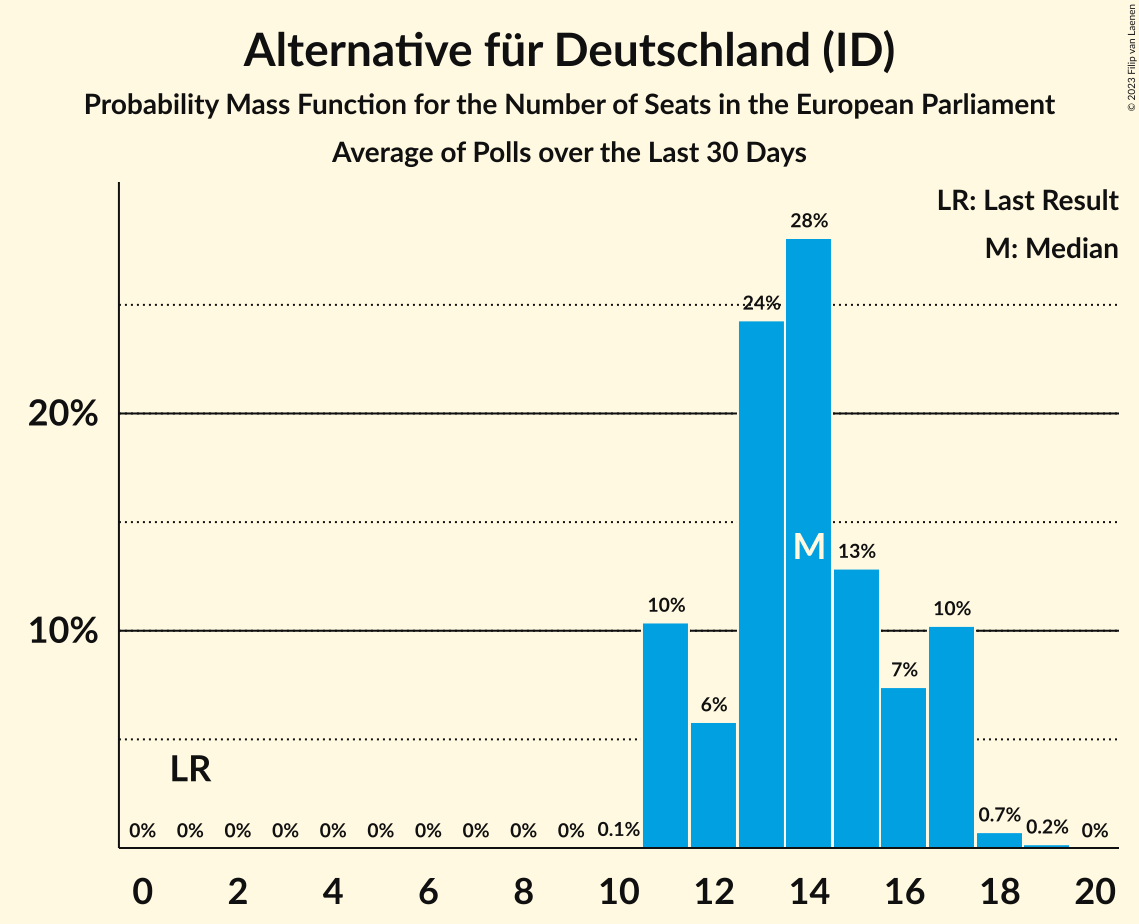 Alternative für Deutschland (ID)
Probability Mass Function for the Number of Seats in the European Parliament
Average of Polls over the Last 30 Days
© 2023 Filip van Laenen
LR: Last Result
M: Median
28%
24%
20%
M
13%
10%
10%
10%
7%
6%
LR
0% 0% 0% 0% 0% 0% 0% 0% 0% 0% 0.1% 0.7% 0.2% 0%
0 2 4 6 8 10 12 14 16 18 20